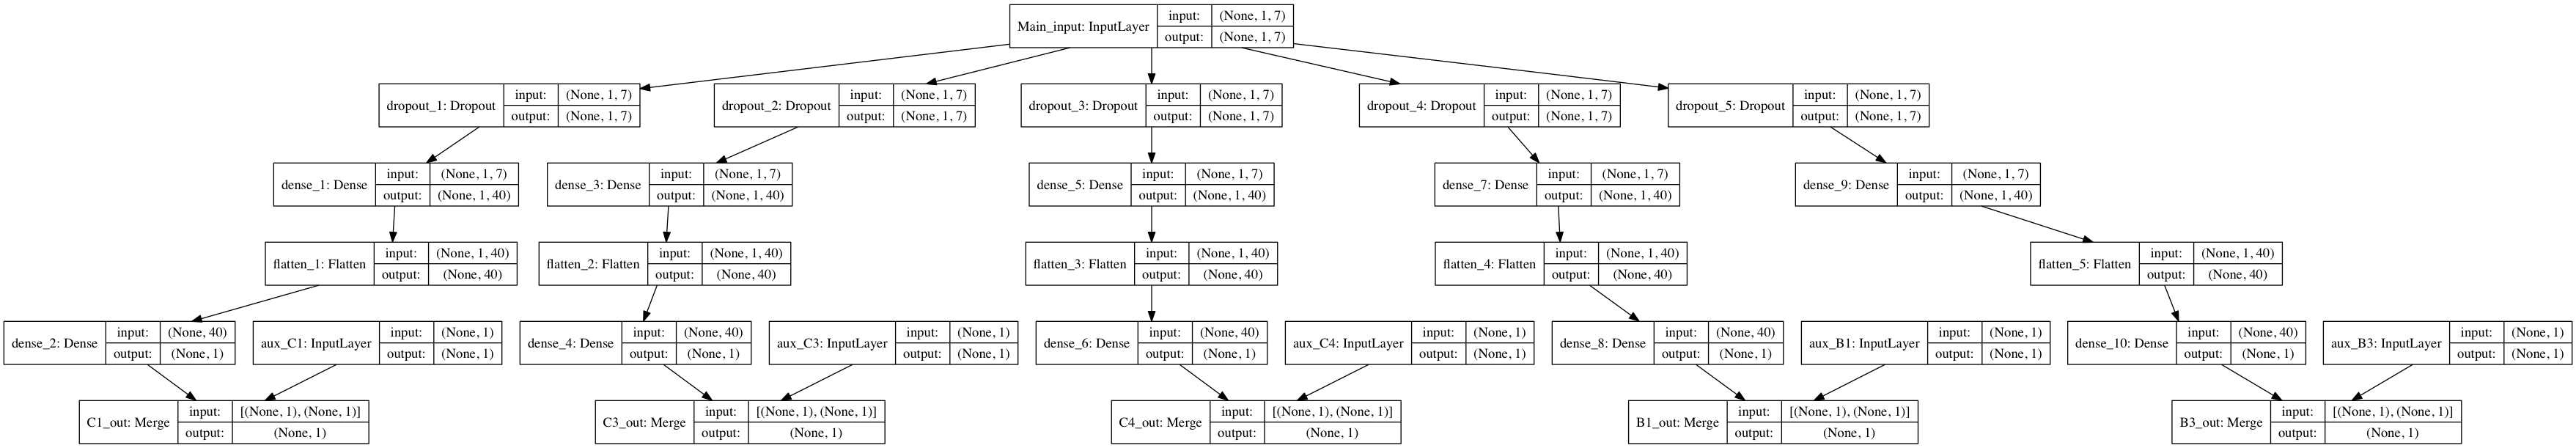 Main_input: InputLayer
input: (None, 1, 7)
output: (None, 1, 7)
dropout_1: Dropout
input: (None, 1, 7)
output: (None, 1, 7)
dropout_2: Dropout
input: (None, 1, 7)
output: (None, 1, 7)
dropout_3: Dropout
input: (None, 1, 7)
output: (None, 1, 7)
dropout_4: Dropout
input: (None, 1, 7)
output: (None, 1, 7)
dropout_5: Dropout
input: (None, 1, 7)
output: (None, 1, 7)
dense_1: Dense
input: (None, 1, 7)
output: (None, 1, 40)
dense_3: Dense
input: (None, 1, 7)
output: (None, 1, 40)
dense_5: Dense
input: (None, 1, 7)
output: (None, 1, 40)
dense_7: Dense
input: (None, 1, 7)
output: (None, 1, 40)
dense_9: Dense
input: (None, 1, 7)
output: (None, 1, 40)
flatten_1: Flatten
input: (None, 1, 40)
output: (None, 40)
flatten_2: Flatten
input: (None, 1, 40)
output: (None, 40)
flatten_3: Flatten
input: (None, 1, 40)
output: (None, 40)
flatten_4: Flatten
input: (None, 1, 40)
output: (None, 40)
flatten_5: Flatten
input: (None, 1, 40)
output: (None, 40)
dense_2: Dense
input: (None, 40)
output: (None, 1)
aux_C1: InputLayer
input: (None, 1)
output: (None, 1)
dense_4: Dense
input: (None, 40)
output: (None, 1)
aux_C3: InputLayer
input: (None, 1)
output: (None, 1)
dense_6: Dense
input: (None, 40)
output: (None, 1)
aux_C4: InputLayer
input: (None, 1)
output: (None, 1)
dense_8: Dense
input: (None, 40)
output: (None, 1)
aux_B1: InputLayer
input: (None, 1)
output: (None, 1)
dense_10: Dense
input: (None, 40)
output: (None, 1)
aux_B3: InputLayer
input: (None, 1)
output: (None, 1)
C1_out: Merge
input: [(None, 1), (None, 1)]
output: (None, 1)
C3_out: Merge
input: [(None, 1), (None, 1)]
output: (None, 1)
C4_out: Merge
input: [(None, 1), (None, 1)]
output: (None, 1)
B1_out: Merge
input: [(None, 1), (None, 1)]
output: (None, 1)
B3_out: Merge
input: [(None, 1), (None, 1)]
output: (None, 1)